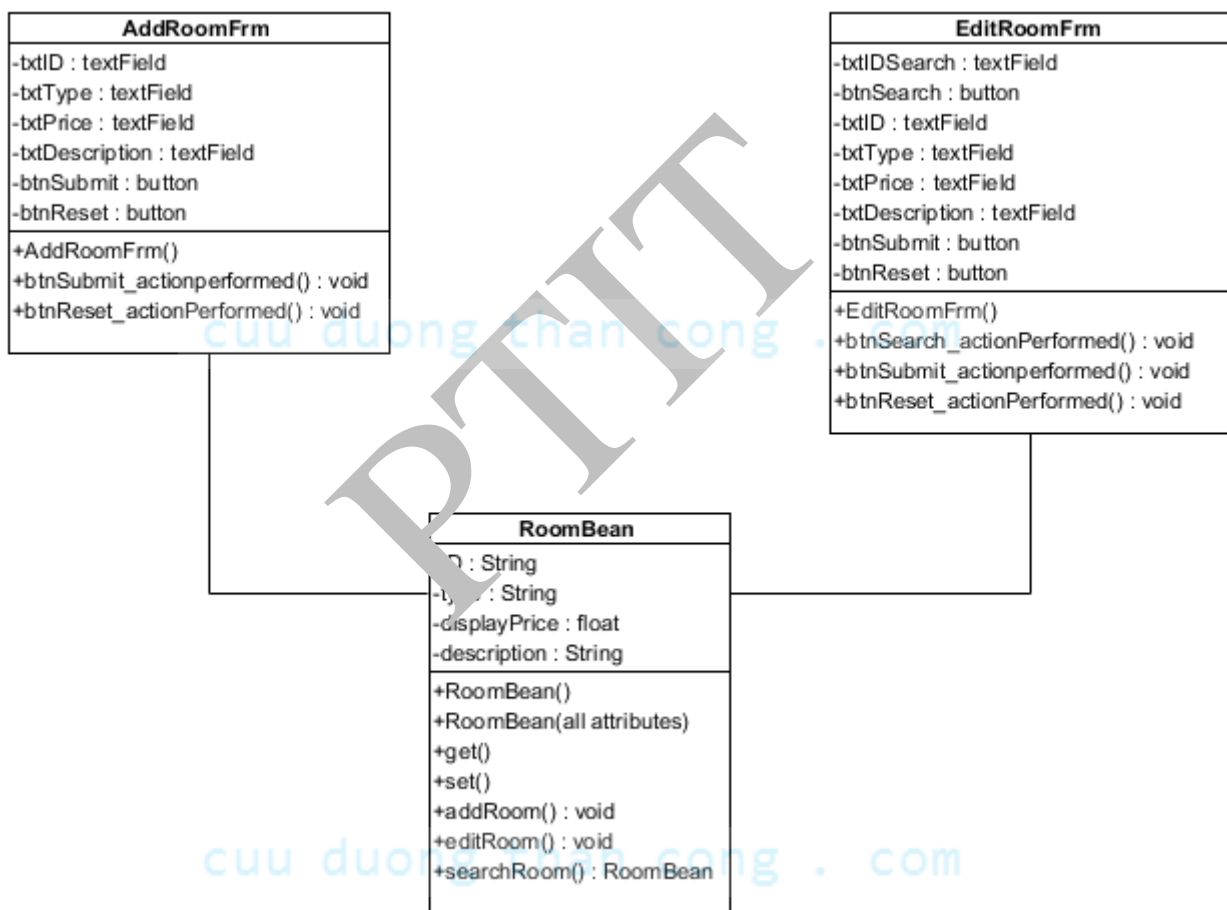 AddRoomFrm
-txtID : textField
-txtType : textField
-txtPrice : textField
-txtDescription : textField
-btnSubmit : button
-btnReset : button
+AddRoomFrm()
+btnSubmit_actionperformed() : void
+btnReset_actionPerformed() : void
EditRoomFrm
-txtIDSearch : textField
-btnSearch : button
-txtID : textField
-txtType : textField
-txtPrice : textField
-txtDescription : textField
-btnSubmit : button
-btnReset : button
+EditRoomFrm()
+btnSearch_actionPerformed() : void
+btnSubmit_actionperformed() : void
+btnReset_actionPerformed() : void
cuu duong than cong . com
PTIT
RoomBean
: String
: String
-displayPrice : float
-description : String
+RoomBean()
+RoomBean(all attributes)
+get()
+set()
+addRoom() : void
+editRoom() : void
+searchRoom() : RoomBean
cuu duong than cong . com